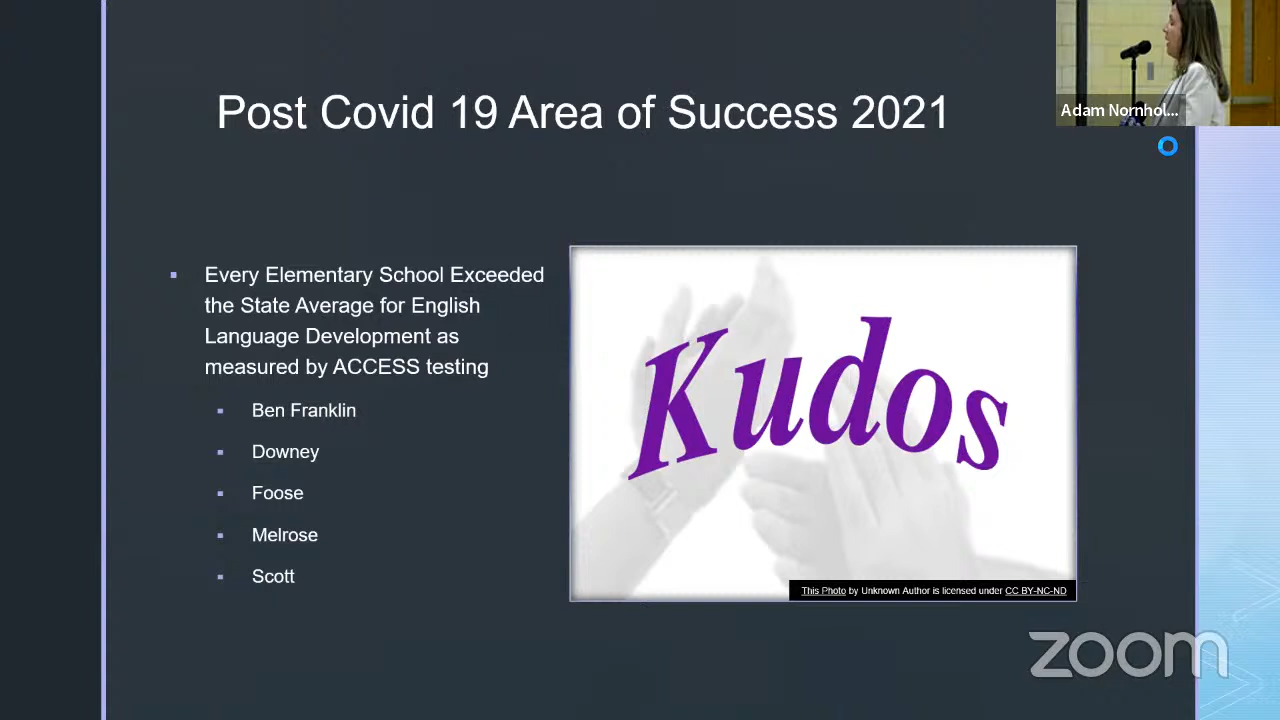 Post Covid 19 Area of Success 2021
Adam Nornhol...
Every Elementary School Exceeded
the State Average for English
Language Development as
measured by ACCESS testing
Ben Franklin
Downey
Foose
Melrose
Scott
Kudos
This Photo by Unknown Author is licensed under CC BY-NC-ND
zoom